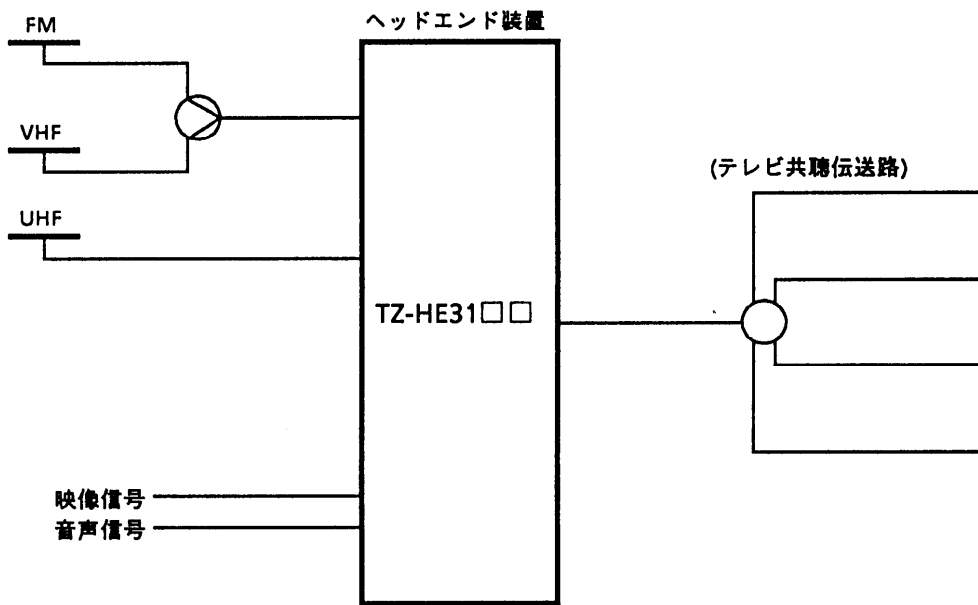 ヘッドエンド装置
FM
VHF
UHF
(テレビ共聴伝送路)
TZ-HE31□□
映像信号
音声信号